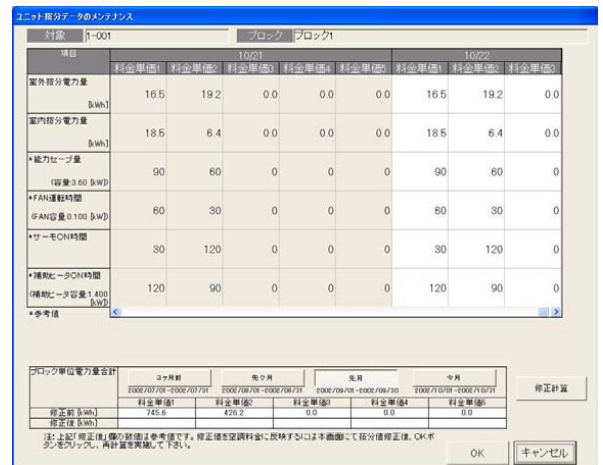 ユニット按分データのメンテナンス
対象 1-001 ブロック ブロック1
項目 10/21 10/22
料金単価1 料金単価2 料金単価3 料金単価4 料金単価5 料金単価1 料金単価2 料金単価3
室外按分電力量 [kWh] 16.5 19.2 0.0 0.0 0.0 16.5 19.2 0.0
室内按分電力量 [kWh] 18.5 6.4 0.0 0.0 0.0 18.5 6.4 0.0
*能力セーブ量 (容量:3.60 [kW]) 90 60 0 0 0 90 60 0
*FAN運転時間 (FAN容量:0.100 [kW]) 60 30 0 0 0 60 30 0
*サーモON時間 30 120 0 0 0 30 120 0
*補助ヒータON時間 (補助ヒータ容量:1.400 [kW]) 120 90 0 0 0 120 90 0
*参考値
ブロック単位電力量合計 3ヶ月前 先々月 先月 今月
2002/07/01-2002/07/31 2002/08/01-2002/08/31 2002/09/01-2002/09/30 2002/10/01-2002/10/31
料金単価1 料金単価2 料金単価3 料金単価4 料金単価5
修正前 [kWh] 745.6 426.2 0.0 0.0 0.0
修正後 [kWh]
修正計算
注:上記「修正後」欄の数値は参考値です。修正値を空調料金に反映するには本画面にて按分値修正後、OKボ
タンをクリックし、再計算を実施して下さい。
OK キャンセル